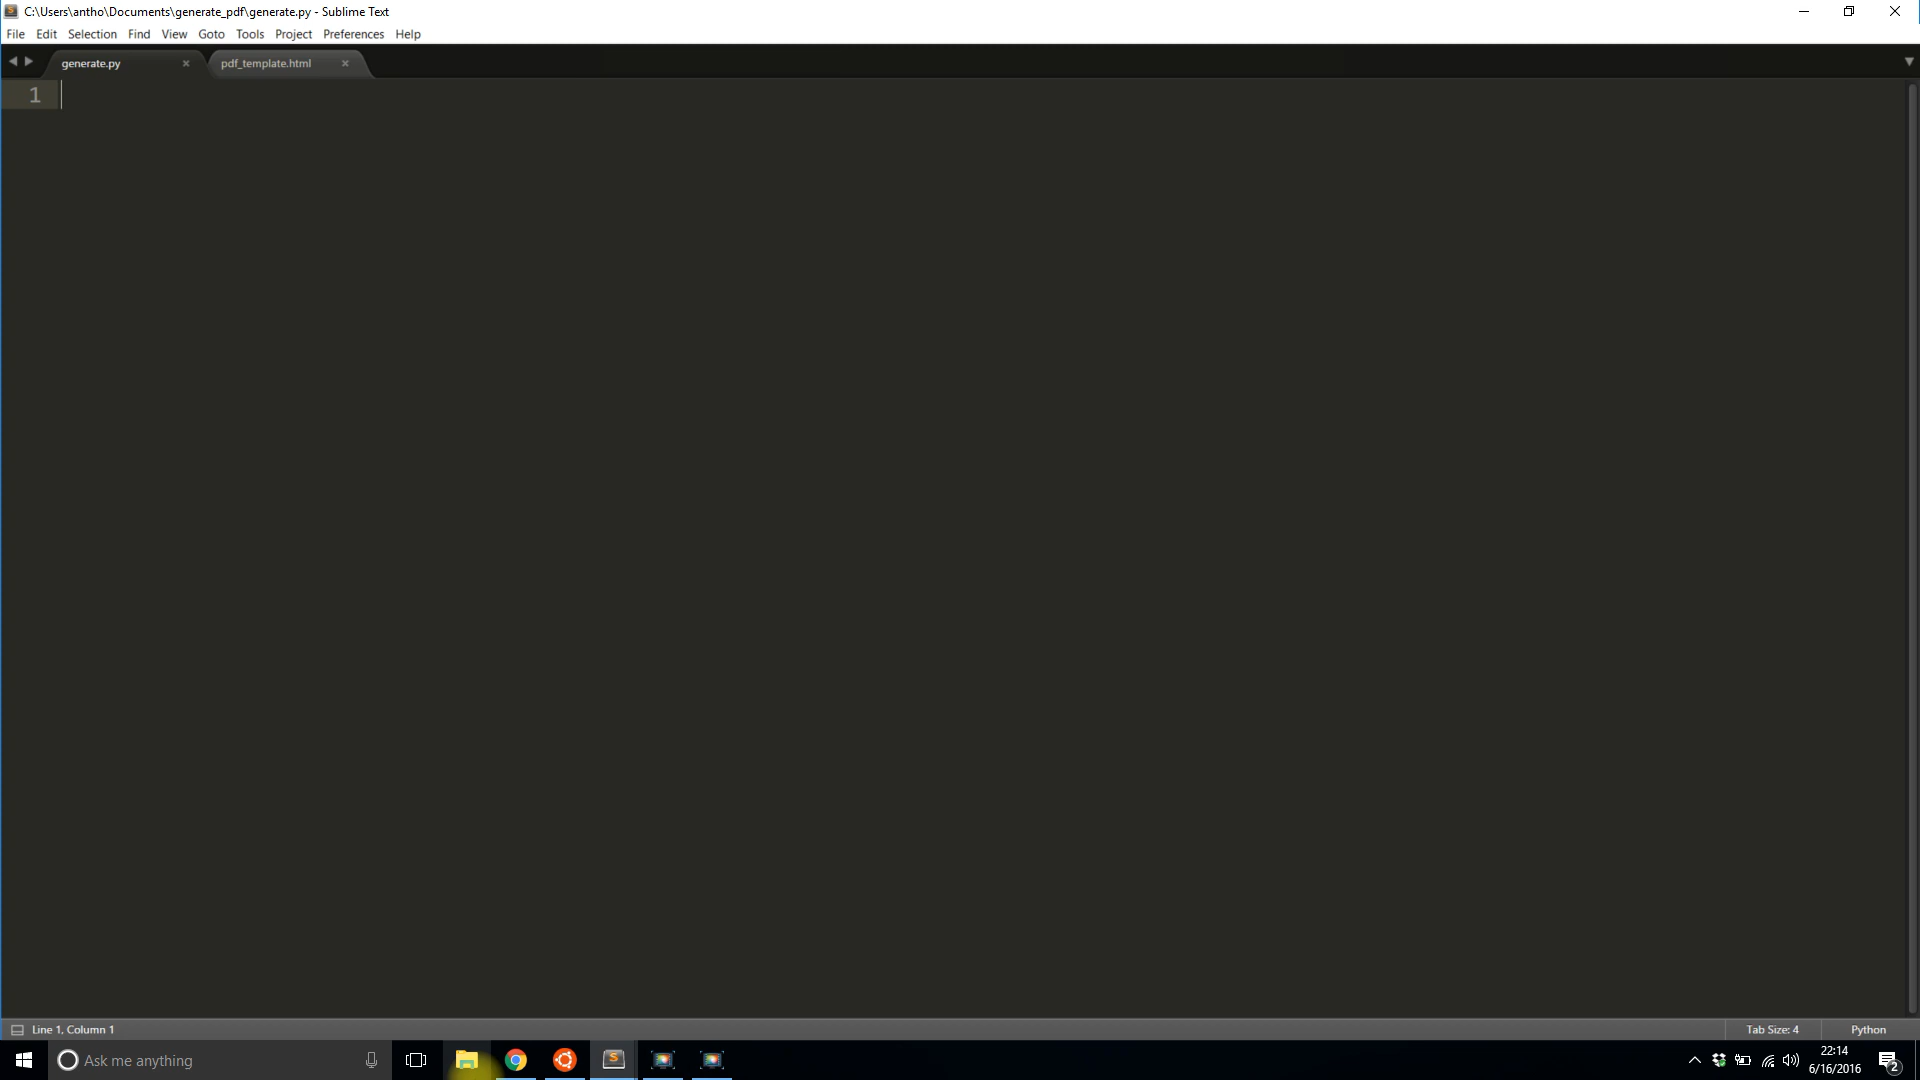 C:\Users\antho\Documents\generate_pdf\generate.py - Sublime Text
File Edit Selection Find View Goto Tools Project Preferences Help
generate.py
pdf_template.html
1
Line 1, Column 1
Tab Size: 4
Python
Ask me anything
22:14
6/16/2016
2